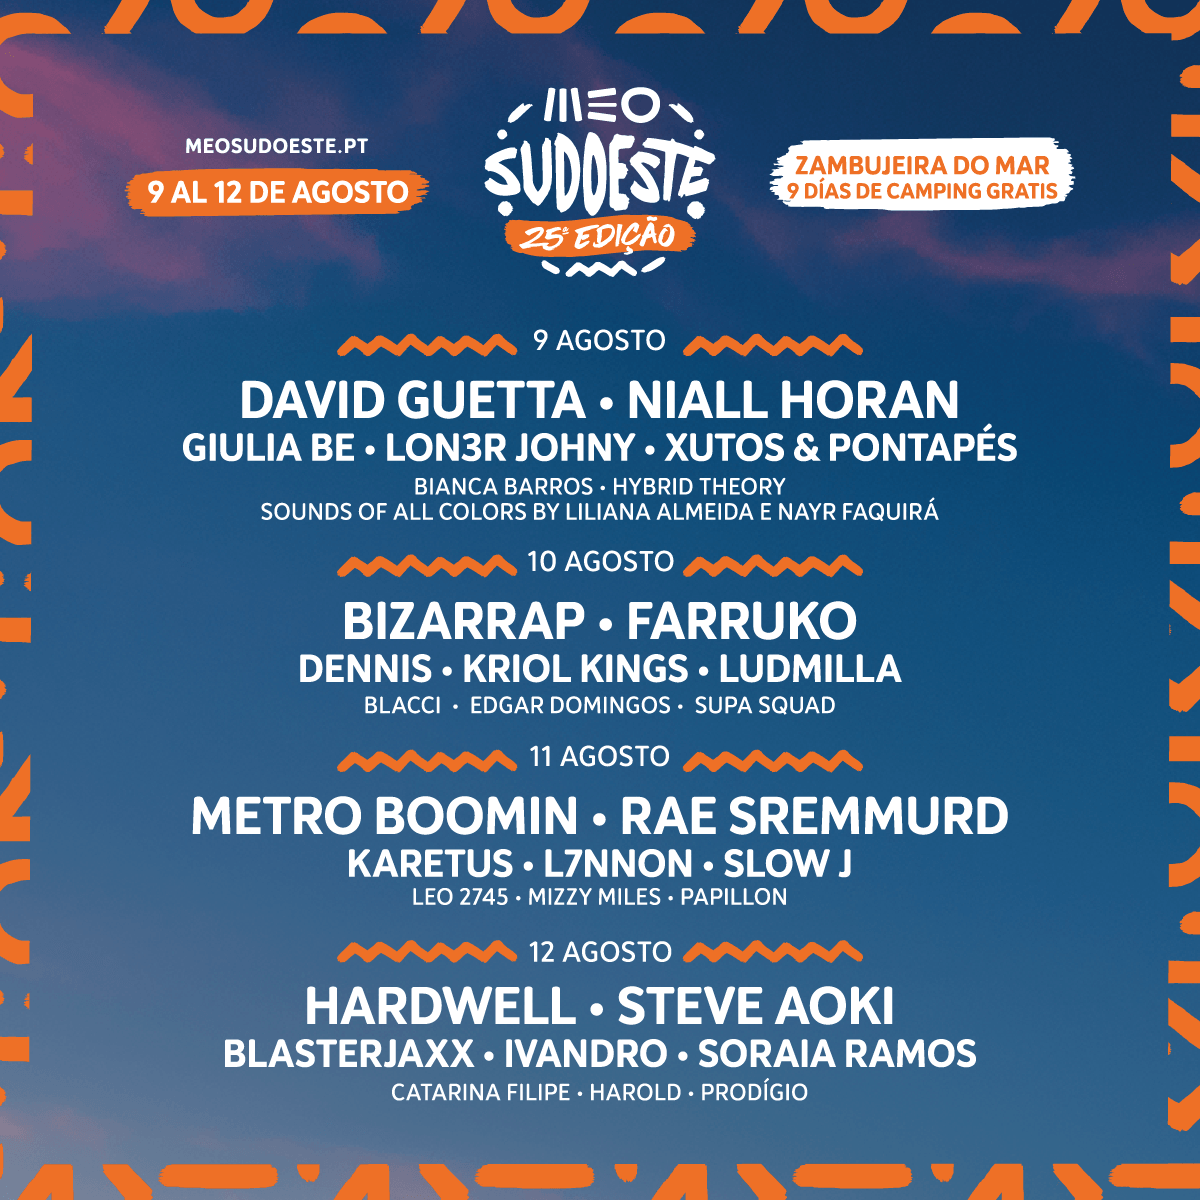 MEO
SUDOESTE
25ª EDIÇÃO
MEOSUDOESTE.PT
9 AL 12 DE AGOSTO
ZAMBUJEIRA DO MAR
9 DÍAS DE CAMPING GRATIS
9 AGOSTO
DAVID GUETTA • NIALL HORAN
GIULIA BE • LON3R JOHNY • XUTOS & PONTAPÉS
BIANCA BARROS • HYBRID THEORY
SOUNDS OF ALL COLORS BY LILIANA ALMEIDA E NAYR FAQUIRÁ
10 AGOSTO
BIZARRAP • FARRUKO
DENNIS • KRIOL KINGS • LUDMILLA
BLACCI • EDGAR DOMINGOS • SUPA SQUAD
11 AGOSTO
METRO BOOMIN • RAE SREMMURD
KARETUS • L7NNON • SLOW J
LEO 2745 • MIZZY MILES • PAPILLON
12 AGOSTO
HARDWELL • STEVE AOKI
BLASTERJAXX • IVANDRO • SORAIA RAMOS
CATARINA FILIPE • HAROLD • PRODÍGIO